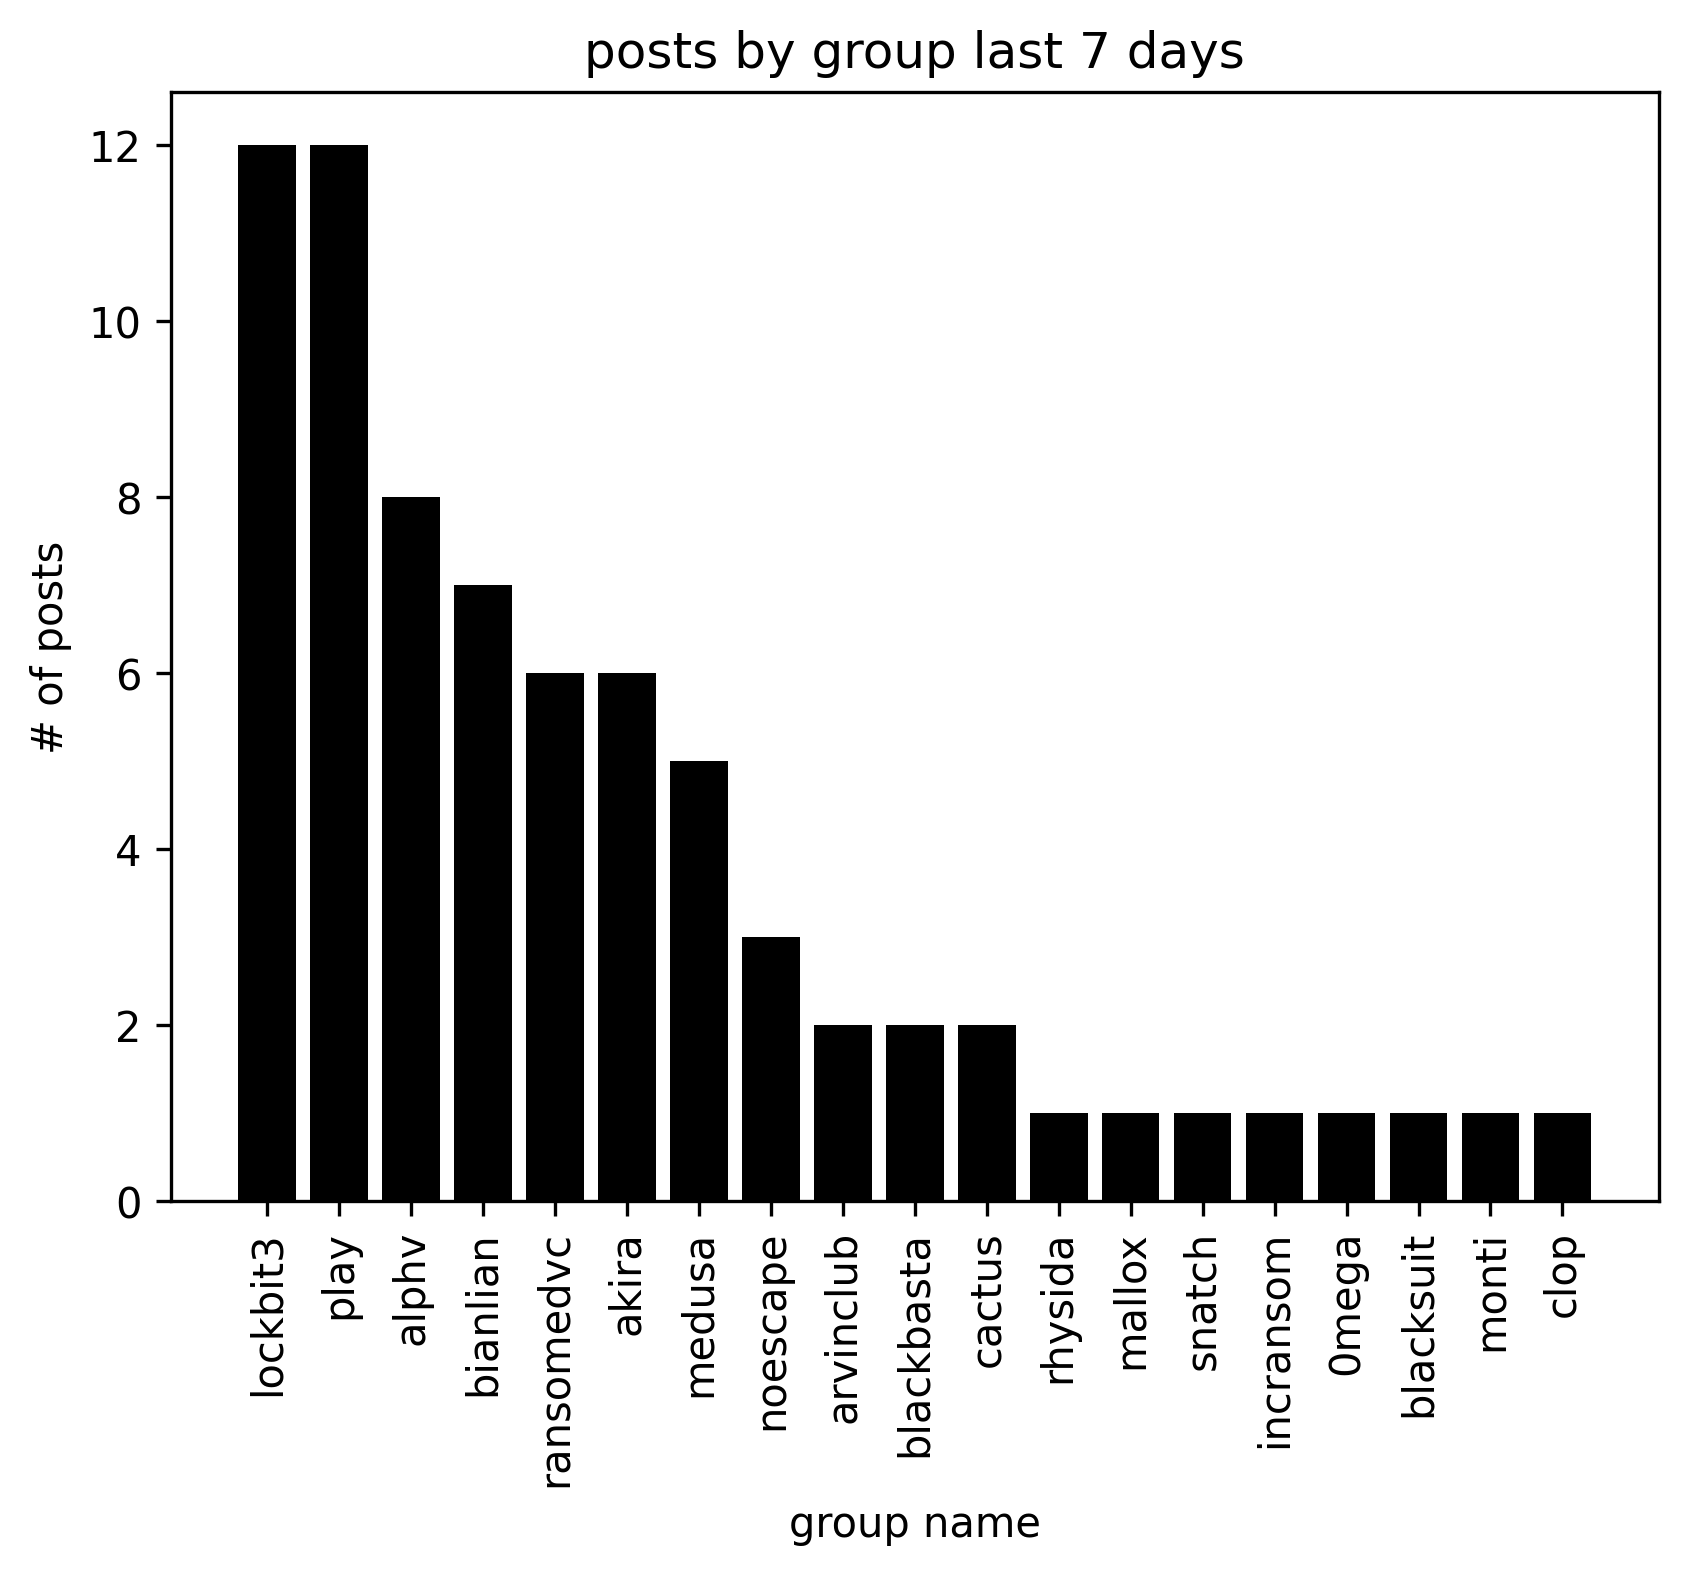 posts by group last 7 days
12
10
8
6
4
2
0
# of posts
lockbit3
play
alphv
bianlian
ransomedvc
akira
medusa
noescape
arvinclub
blackbasta
cactus
rhysida
mallox
snatch
incransom
0mega
blacksuit
monti
clop
group name